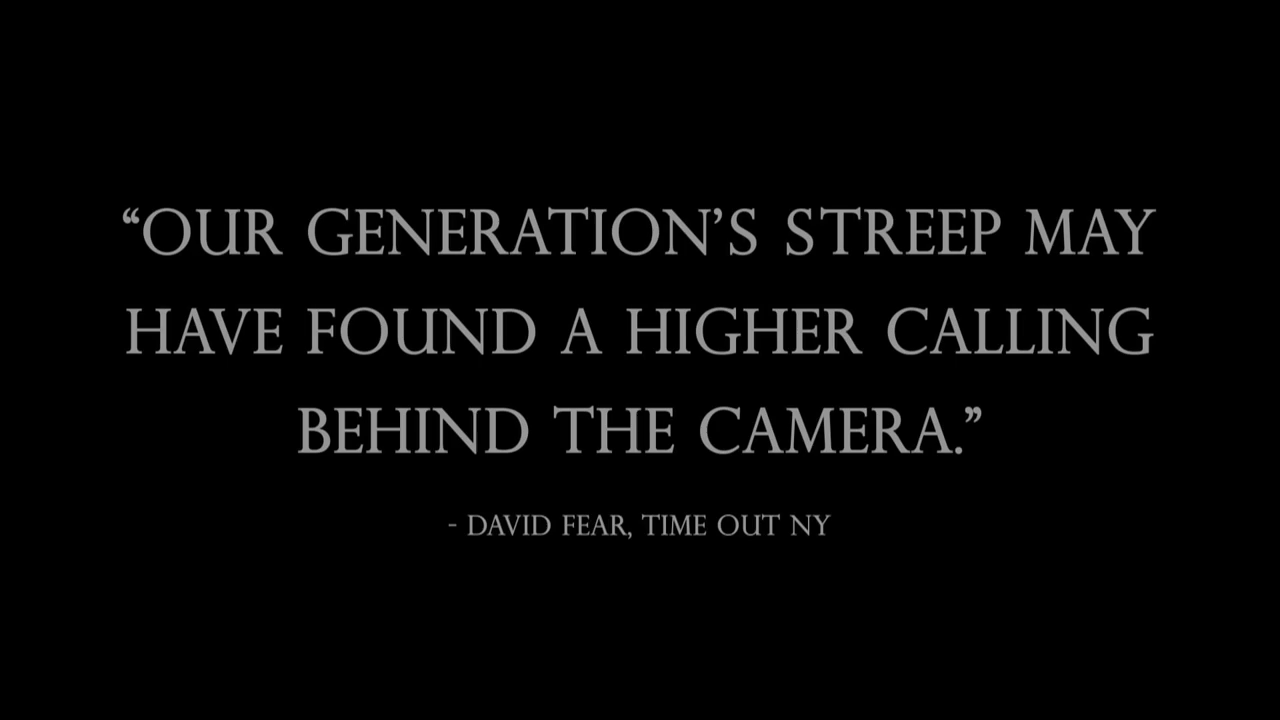 “OUR GENERATION’S STREEP MAY
HAVE FOUND A HIGHER CALLING
BEHIND THE CAMERA.”
- DAVID FEAR, TIME OUT NY